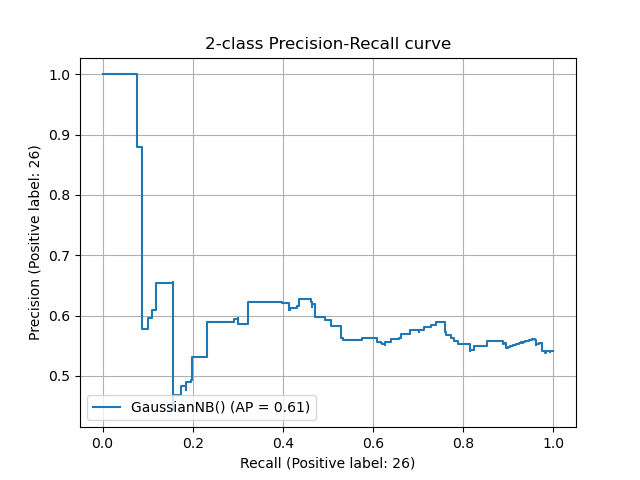 2-class Precision-Recall curve
Precision (Positive label: 26)
1.0
0.9
0.8
0.7
0.6
0.5
GaussianNB() (AP = 0.61)
0.0 0.2 0.4 0.6 0.8 1.0
Recall (Positive label: 26)